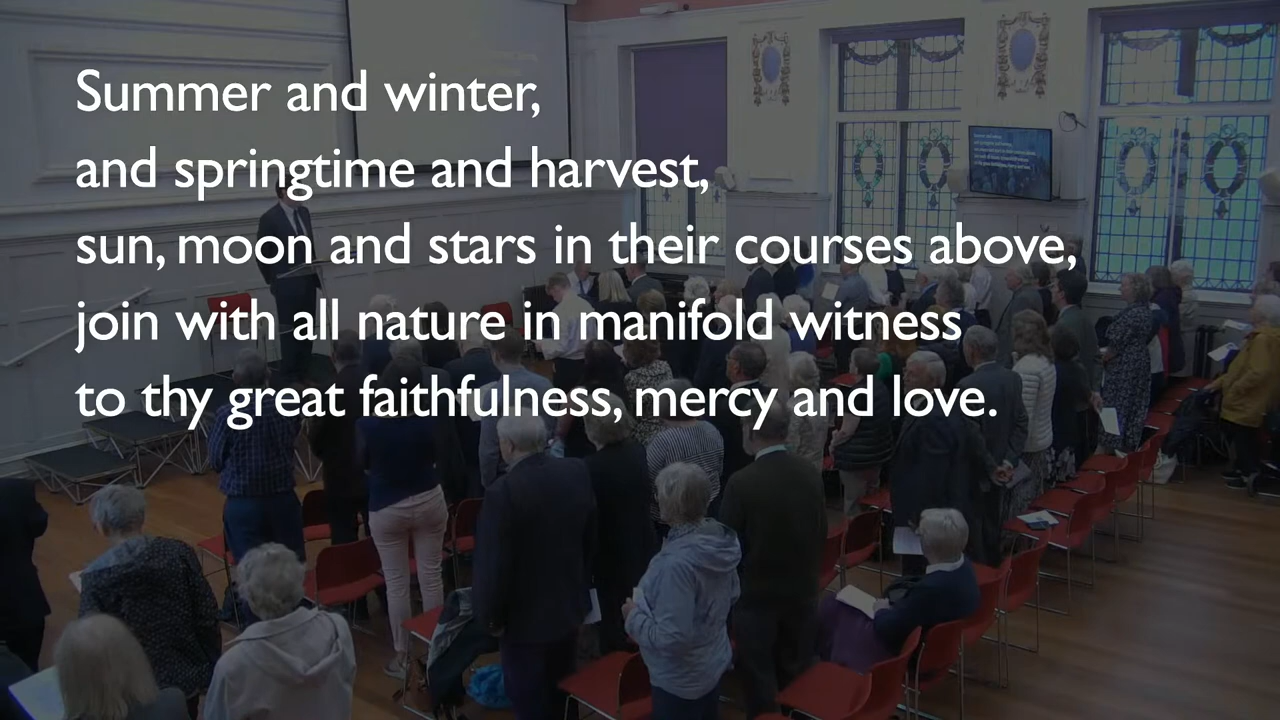 Summer and winter,
and springtime and harvest,
sun, moon and stars in their courses above,
join with all nature in manifold witness
to thy great faithfulness, mercy and love.